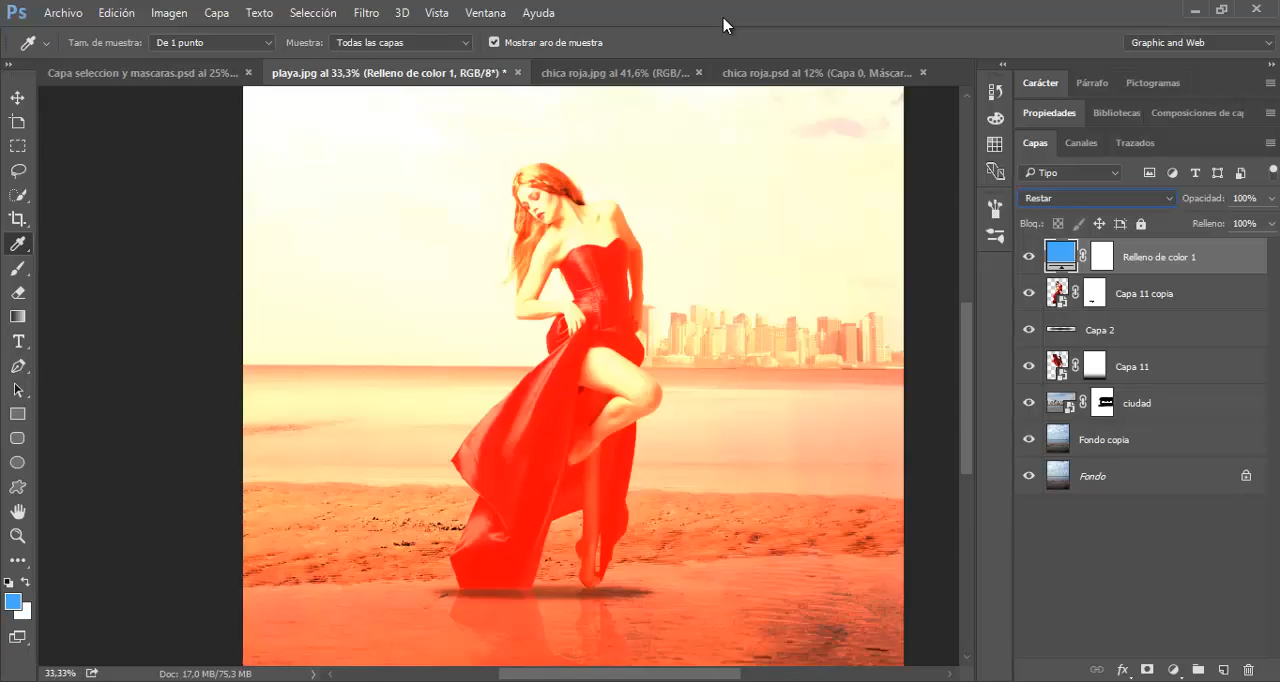 Ps Archivo Edición Imagen Capa Texto Selección Filtro 3D Vista Ventana Ayuda
Tam. de muestra: De 1 punto Muestra: Todas las capas Mostrar aro de muestra Graphic and Web
Capa seleccion y mascaras.psd al 25%... × playa.jpg al 33,3% (Relleno de color 1, RGB/8*) * × chica roja.jpg al 41,6% (RGB/... × chica roja.psd al 12% (Capa 0, Máscar... ×
Carácter Párrafo Pictogramas
Propiedades Bibliotecas Composiciones de cap
Capas Canales Trazados
Tipo
Restar Opacidad: 100%
Bloq.: Relleno: 100%
Relleno de color 1
Capa 11 copia
Capa 2
Capa 11
ciudad
Fondo copia
Fondo
33,33% Doc: 17,0 MB/75,3 MB